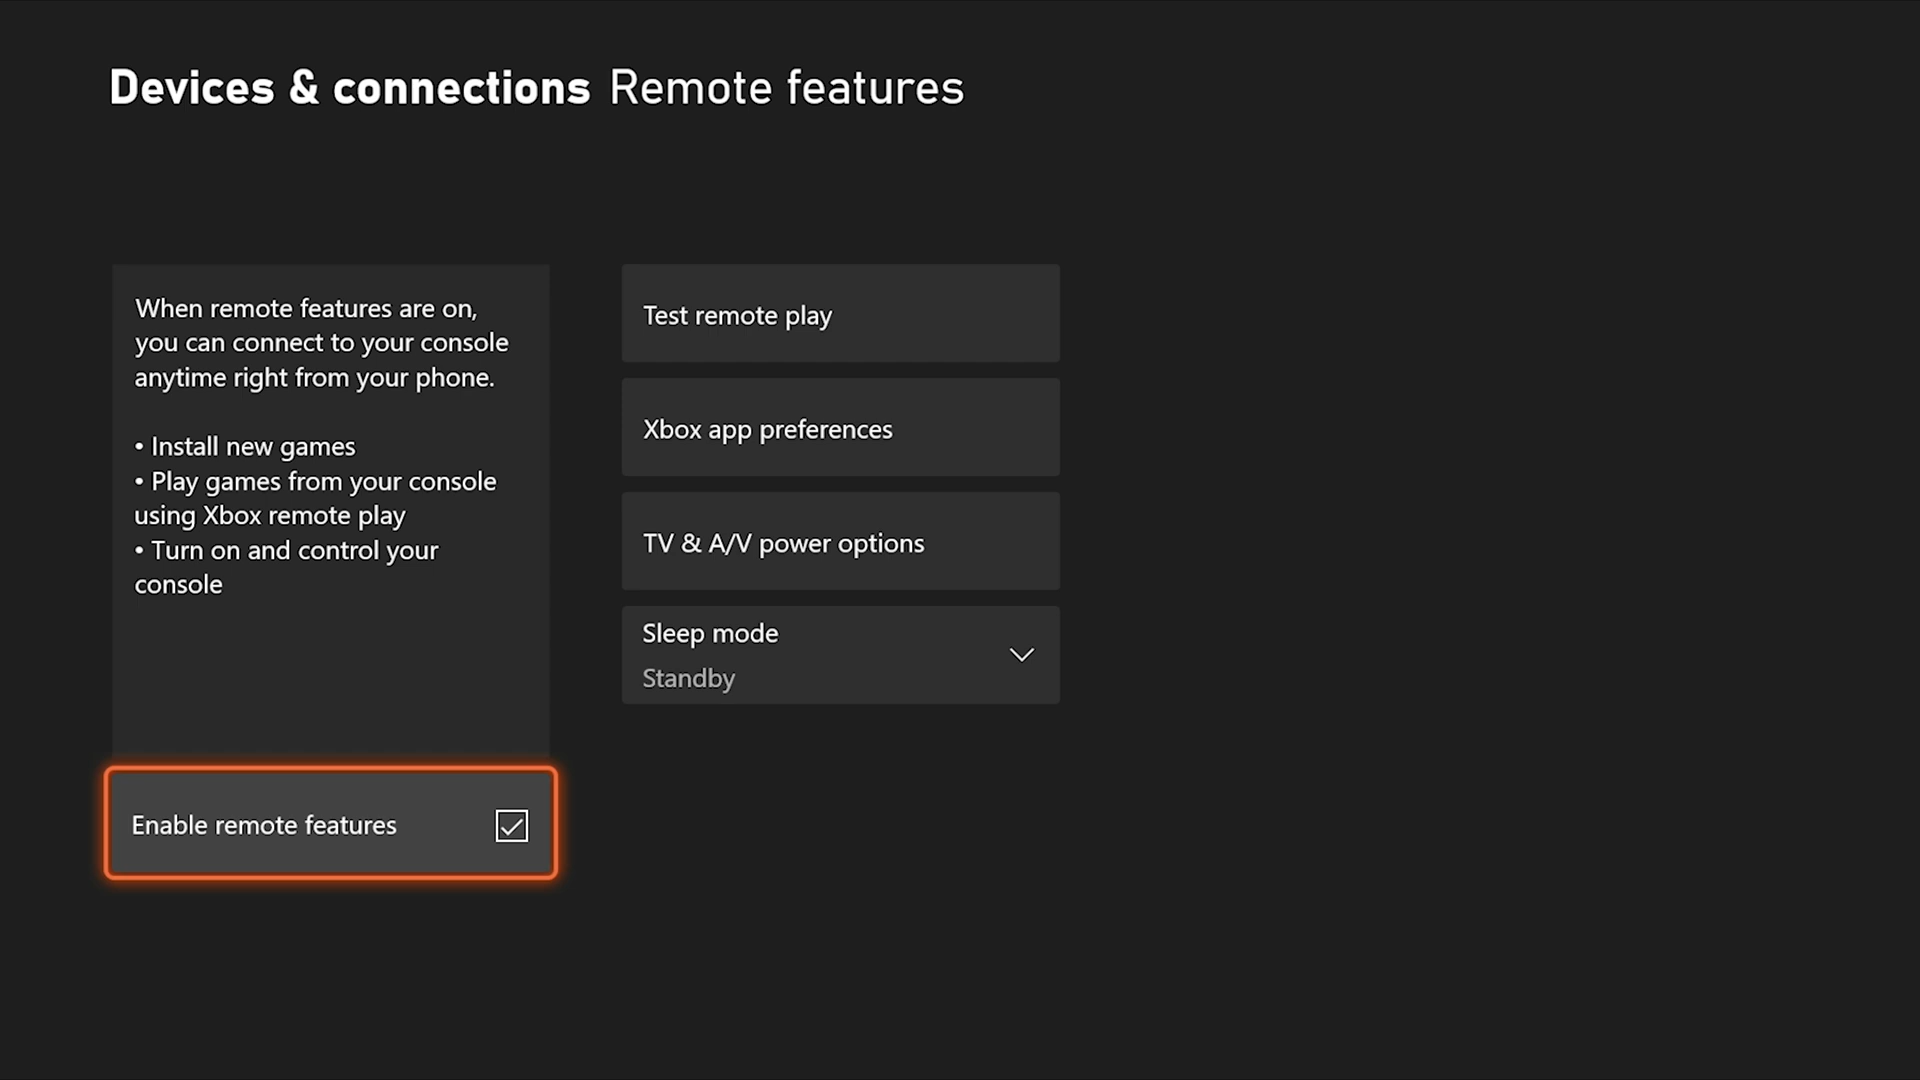 Devices & connections Remote features
When remote features are on,
you can connect to your console
anytime right from your phone.
• Install new games
• Play games from your console
using Xbox remote play
• Turn on and control your
console
Enable remote features
Test remote play
Xbox app preferences
TV & A/V power options
Sleep mode
Standby